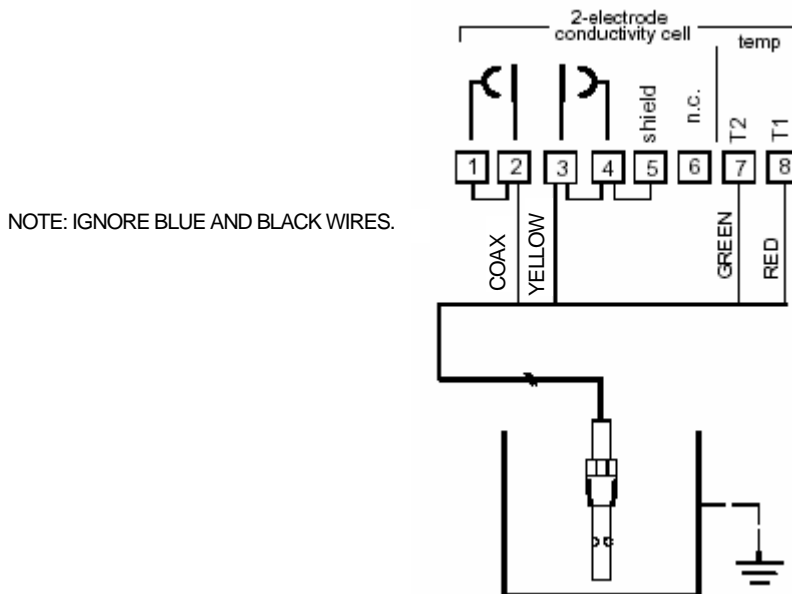 2-electrode
conductivity cell
temp
shield
n.c.
T2
T1
1 2 3 4 5 6 7 8
NOTE: IGNORE BLUE AND BLACK WIRES.
COAX
YELLOW
GREEN
RED